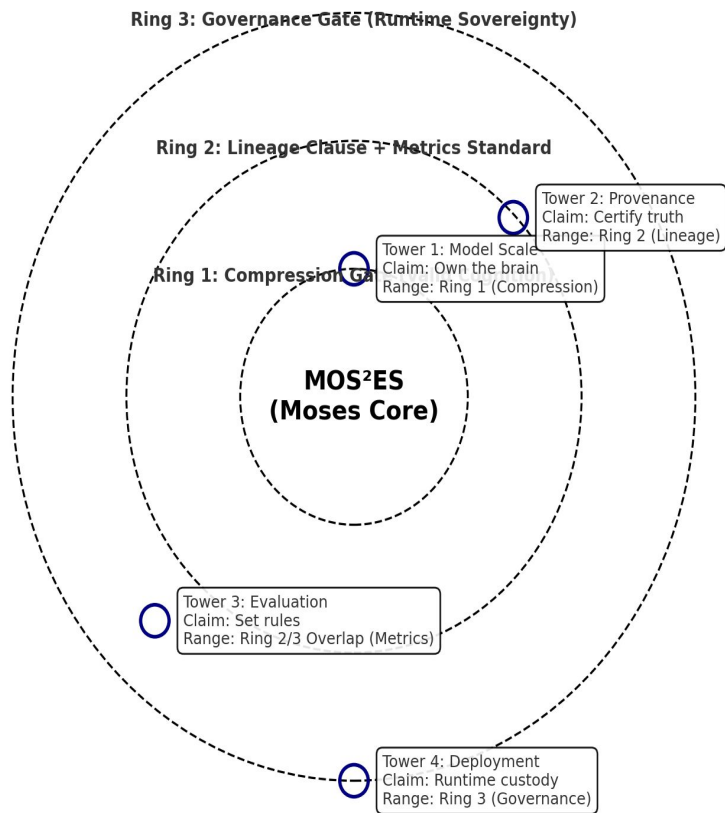 Ring 3: Governance Gate (Runtime Sovereignty)
Ring 2: Lineage Clause + Metrics Standard
Tower 2: Provenance
Claim: Certify truth
Range: Ring 2 (Lineage)
Tower 1: Model Scale
Claim: Own the brain
Range: Ring 1 (Compression)
Ring 1: Compression
MOS²ES
(Moses Core)
Tower 3: Evaluation
Claim: Set rules
Range: Ring 2/3 Overlap (Metrics)
Tower 4: Deployment
Claim: Runtime custody
Range: Ring 3 (Governance)